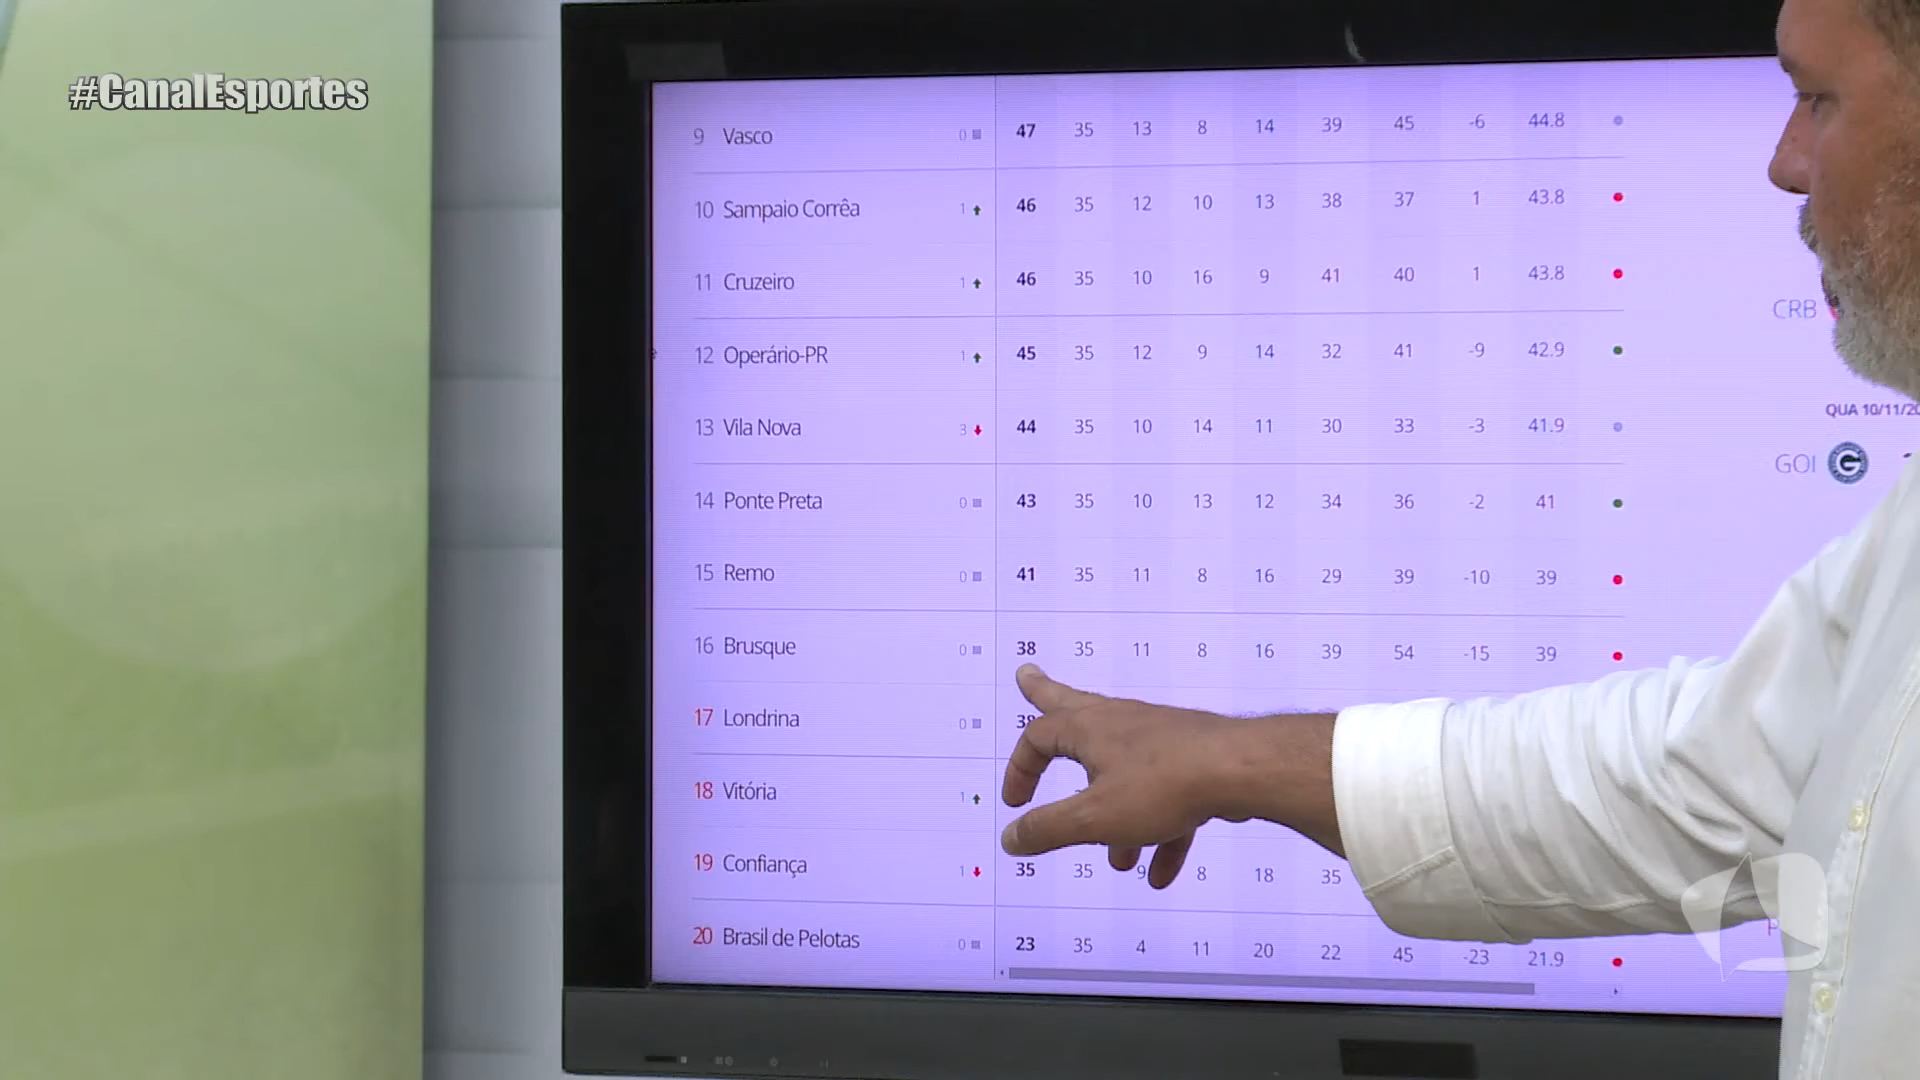 #CanalEsportes
9 Vasco 0 47 35 13 8 14 39 45 -6 44.8
10 Sampaio Corrêa 1 46 35 12 10 13 38 37 1 43.8
11 Cruzeiro 1 46 35 10 16 9 41 40 1 43.8
CRB
12 Operário-PR 1 45 35 12 9 14 32 41 -9 42.9
QUA 10/11/20
13 Vila Nova 3 44 35 10 14 11 30 33 -3 41.9
GOI G
14 Ponte Preta 0 43 35 10 13 12 34 36 -2 41
15 Remo 0 41 35 11 8 16 29 39 -10 39
16 Brusque 0 38 35 11 8 16 39 54 -15 39
17 Londrina 0 38
18 Vitória 1
19 Confiança 1 35 35 9 8 18 35
20 Brasil de Pelotas 0 23 35 4 11 20 22 45 -23 21.9